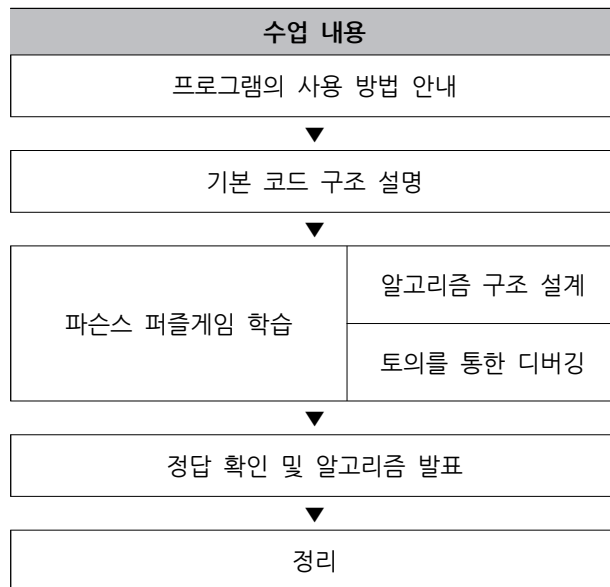 수업 내용
프로그램의 사용 방법 안내
▼
기본 코드 구조 설명
▼
파슨스 퍼즐게임 학습
알고리즘 구조 설계
토의를 통한 디버깅
▼
정답 확인 및 알고리즘 발표
▼
정리